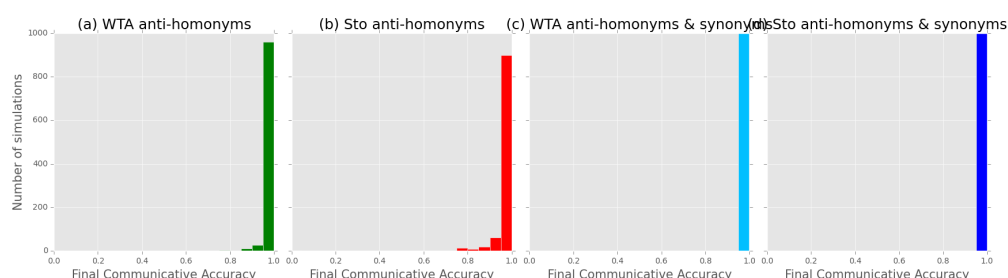 (a) WTA anti-homonyms
(b) Sto anti-homonyms
(c) WTA anti-homonyms & synonyms
(d) Sto anti-homonyms & synonyms
Number of simulations
1000
800
600
400
200
0
0.0 0.2 0.4 0.6 0.8 1.0
0.0 0.2 0.4 0.6 0.8 1.0
0.0 0.2 0.4 0.6 0.8 1.0
0.0 0.2 0.4 0.6 0.8 1.0
Final Communicative Accuracy
Final Communicative Accuracy
Final Communicative Accuracy
Final Communicative Accuracy